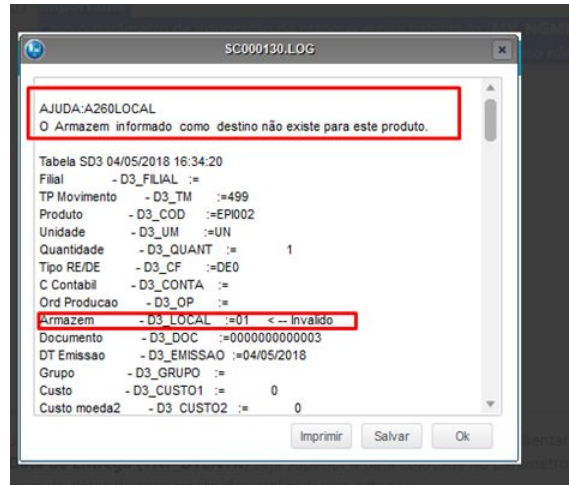 SC000130.LOG
AJUDA:A260LOCAL
O Armazem informado como destino não existe para este produto.
Tabela SD3 04/05/2018 16:34:20
Filial - D3_FILIAL :=
TP Movimento - D3_TM :=499
Produto - D3_COD :=EPI002
Unidade - D3_UM :=UN
Quantidade - D3_QUANT := 1
Tipo RE/DE - D3_CF :=DE0
C Contabil - D3_CONTA :=
Ord Producao - D3_OP :=
Armazem - D3_LOCAL :=01 < -- Invalido
Documento - D3_DOC :=0000000000003
DT Emissao - D3_EMISSAO :=04/05/2018
Grupo - D3_GRUPO :=
Custo - D3_CUSTO1 := 0
Custo moeda2 - D3_CUSTO2 := 0
Imprimir Salvar Ok